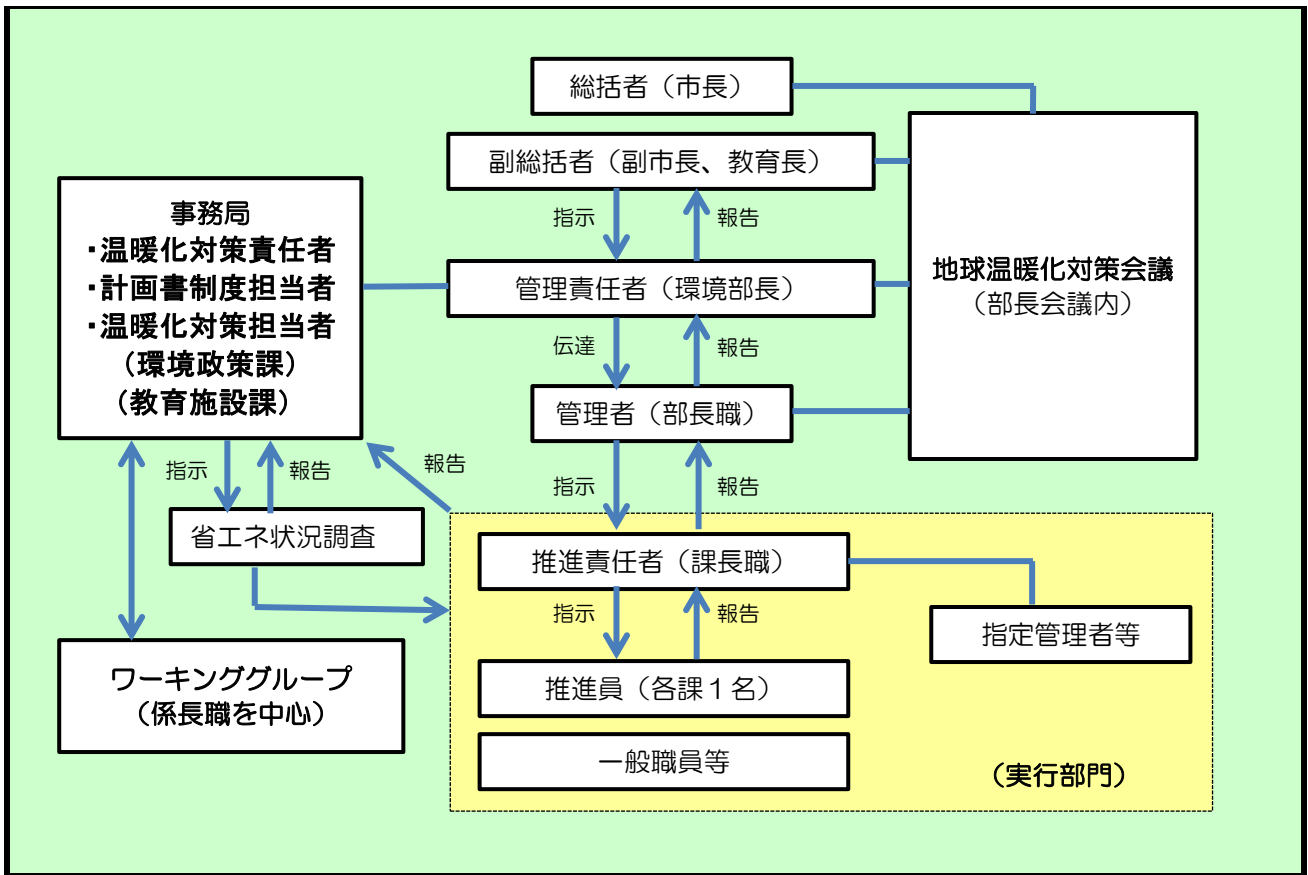 総括者（市長）
副総括者（副市長、教育長）
指示
報告
管理責任者（環境部長）
伝達
報告
管理者（部長職）
指示
報告
地球温暖化対策会議
（部長会議内）
事務局
・温暖化対策責任者
・計画書制度担当者
・温暖化対策担当者
（環境政策課）
（教育施設課）
指示
報告
報告
省エネ状況調査
ワーキンググループ
（係長職を中心）
推進責任者（課長職）
指示
報告
指定管理者等
推進員（各課１名）
一般職員等
（実行部門）